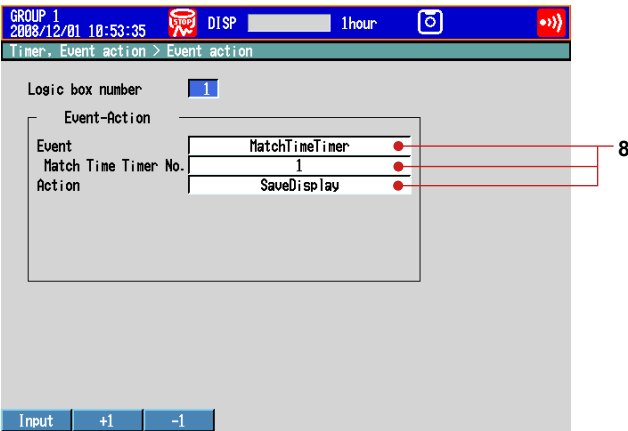 GROUP 1
2008/12/01 10:53:35 STOP DISP 1hour
Timer, Event action > Event action
Logic box number 1
Event-Action
Event MatchTimeTimer 8
Match Time Timer No. 1
Action SaveDisplay
Input +1 -1